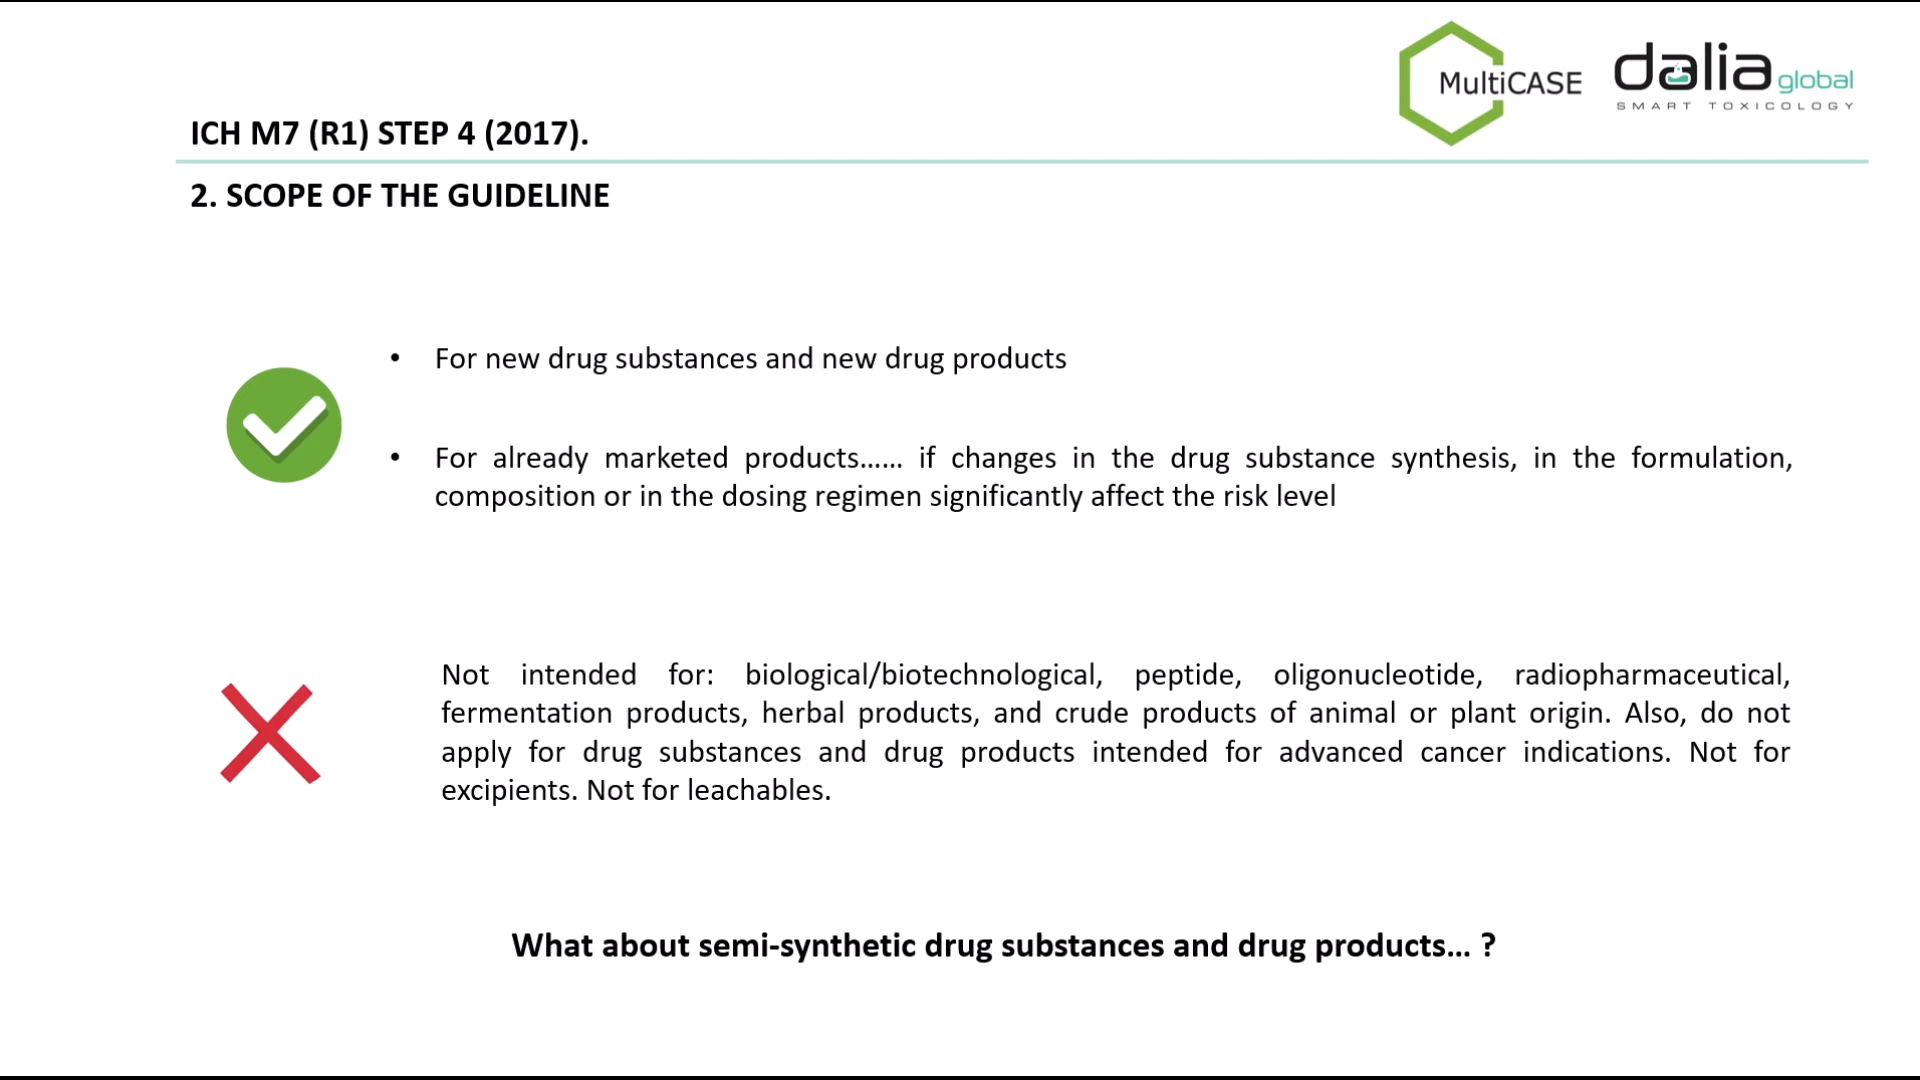 MultiCASE
dalia global
SMART TOXICOLOGY
ICH M7 (R1) STEP 4 (2017).
2. SCOPE OF THE GUIDELINE
• For new drug substances and new drug products
• For already marketed products...... if changes in the drug substance synthesis, in the formulation,
composition or in the dosing regimen significantly affect the risk level
Not intended for: biological/biotechnological, peptide, oligonucleotide, radiopharmaceutical,
fermentation products, herbal products, and crude products of animal or plant origin. Also, do not
apply for drug substances and drug products intended for advanced cancer indications. Not for
excipients. Not for leachables.
What about semi-synthetic drug substances and drug products... ?